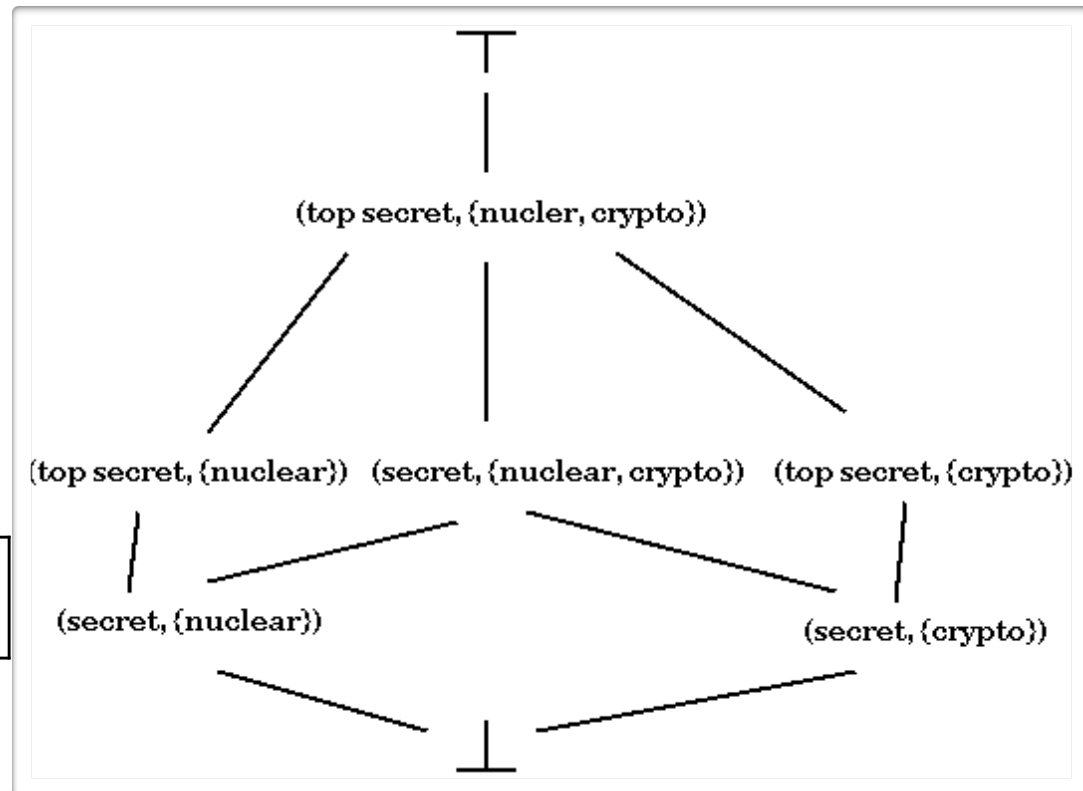 (top secret, {nucler, crypto})
(top secret, {nuclear}) (secret, {nuclear, crypto}) (top secret, {crypto})
(secret, {nuclear})
(secret, {crypto})